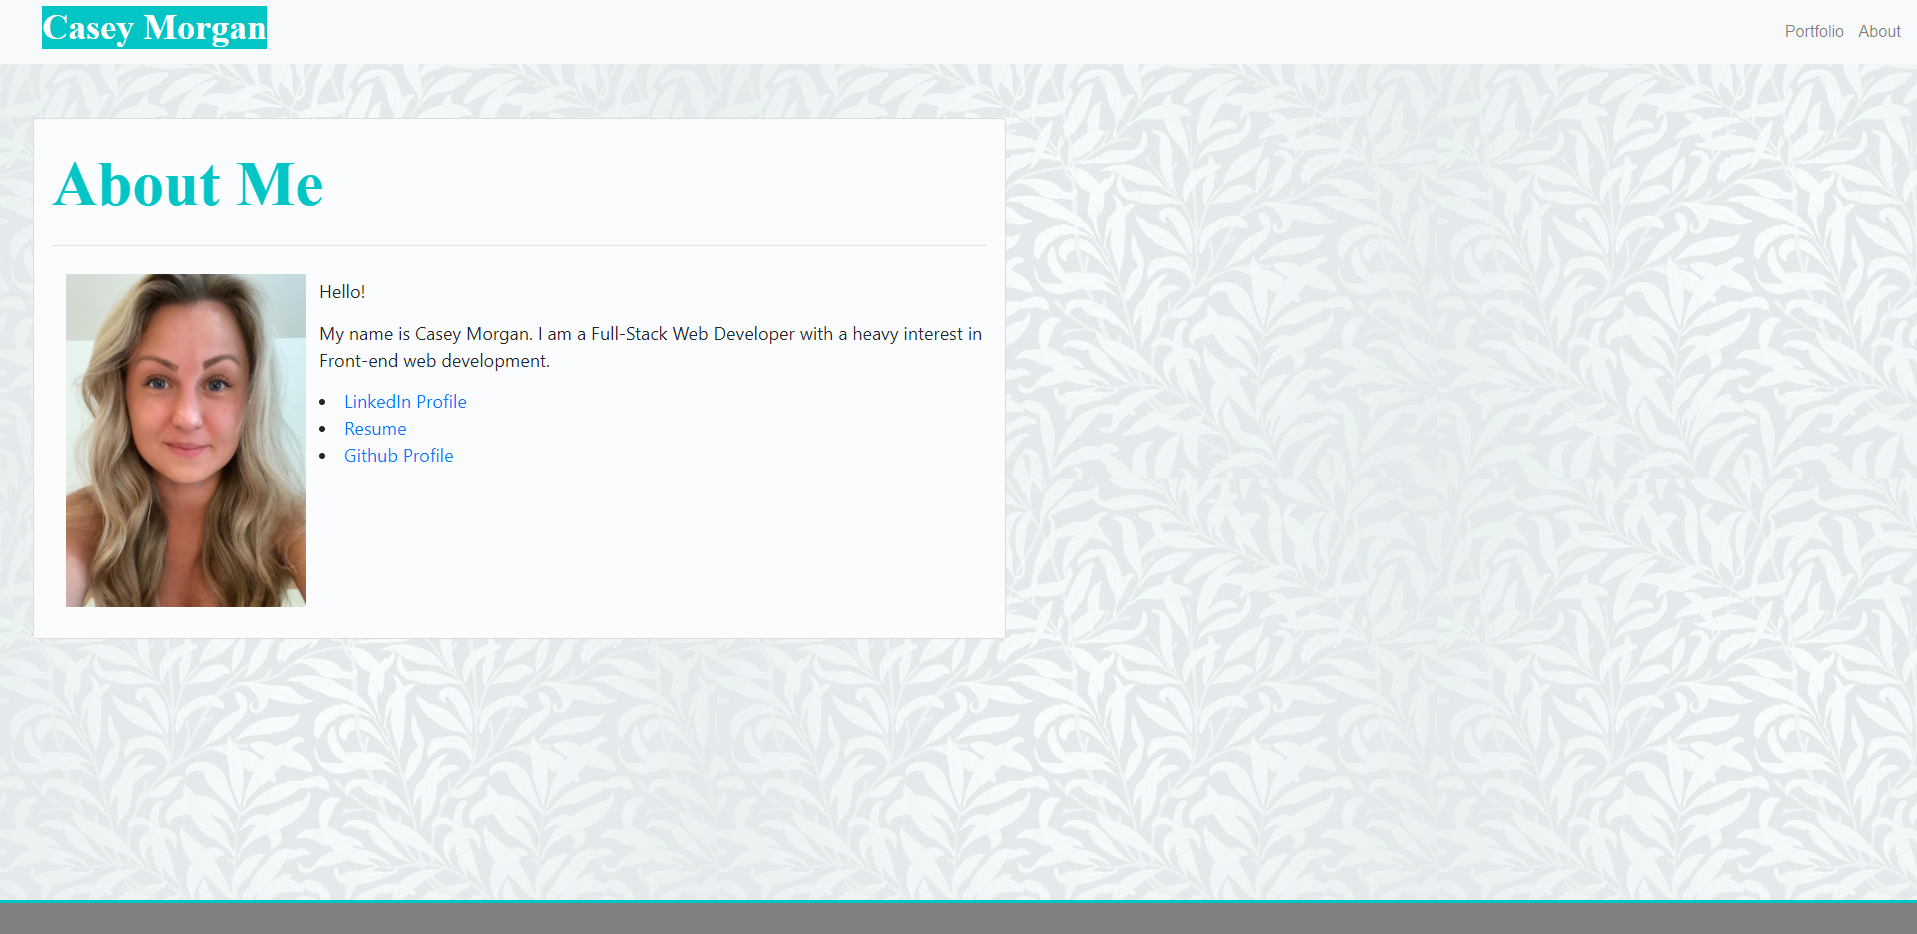 Casey Morgan
Portfolio About
About Me
Hello!
My name is Casey Morgan. I am a Full-Stack Web Developer with a heavy interest in
Front-end web development.
LinkedIn Profile
Resume
Github Profile